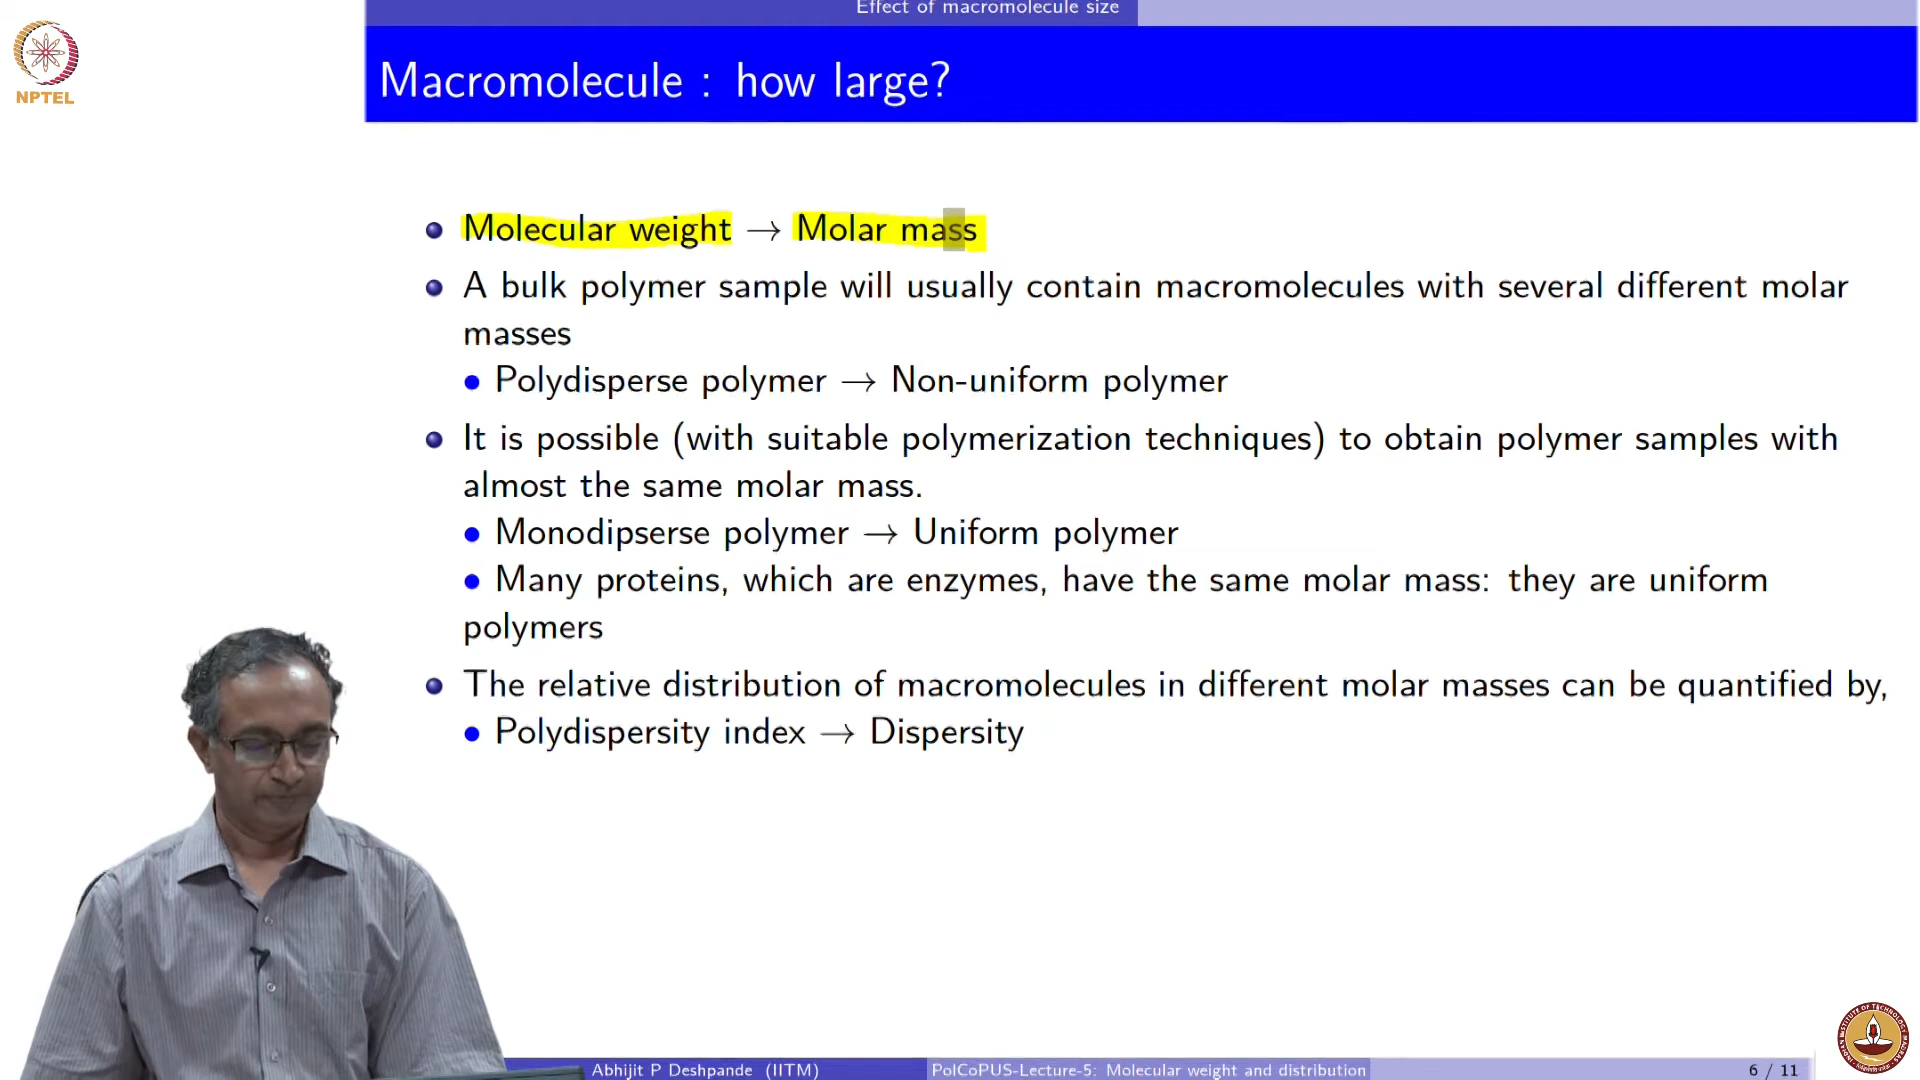 Effect of macromolecule size
NPTEL
Macromolecule : how large?
Molecular weight → Molar mass
A bulk polymer sample will usually contain macromolecules with several different molar
masses
Polydisperse polymer → Non-uniform polymer
It is possible (with suitable polymerization techniques) to obtain polymer samples with
almost the same molar mass.
Monodipserse polymer → Uniform polymer
Many proteins, which are enzymes, have the same molar mass: they are uniform
polymers
The relative distribution of macromolecules in different molar masses can be quantified by,
Polydispersity index → Dispersity
Abhijit P Deshpande (IITM)
PolCoPUS-Lecture-5: Molecular weight and distribution
6 / 11